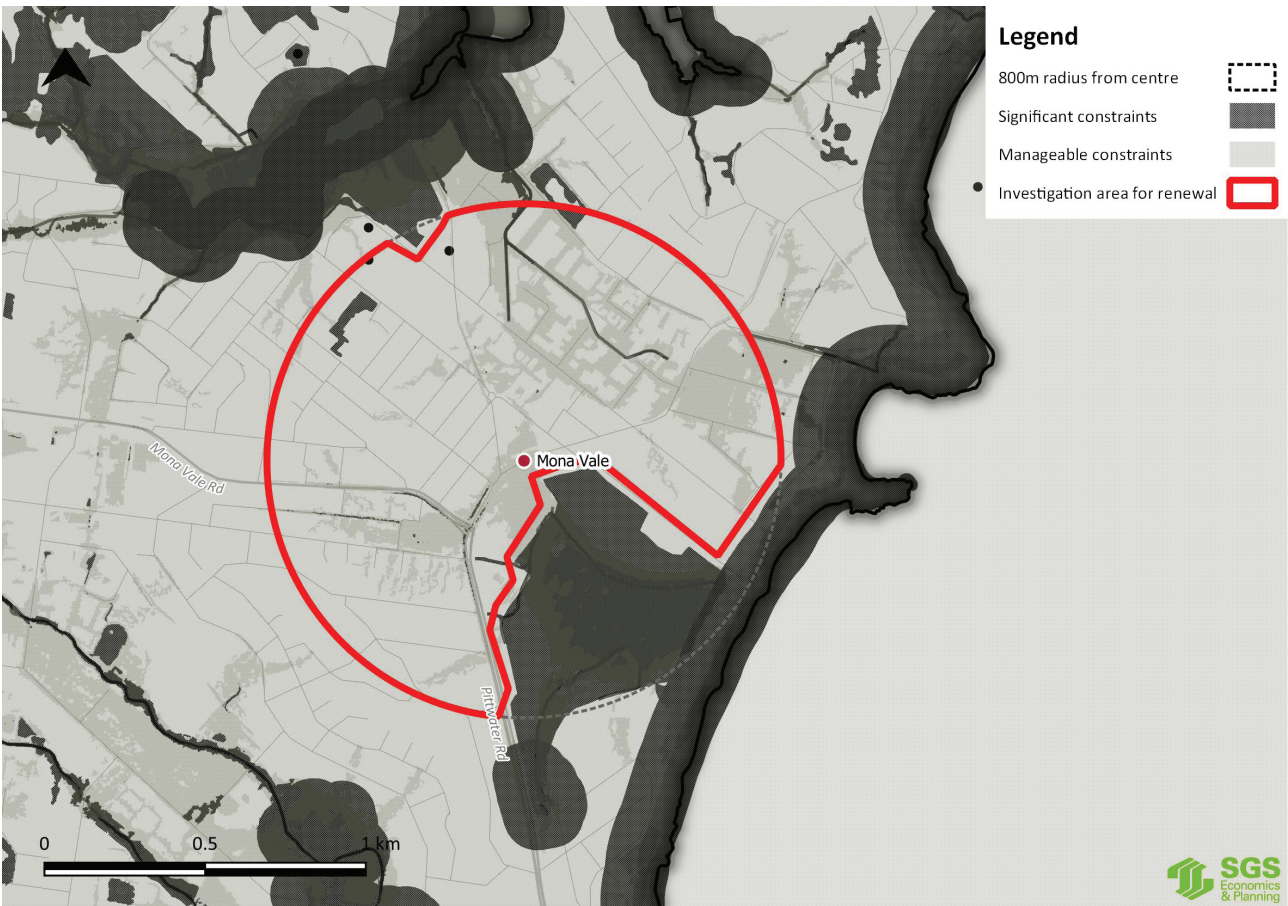 Legend
800m radius from centre
Significant constraints
Manageable constraints
Investigation area for renewal
Mona Vale
Mona Vale Rd
Pittwater Rd
0 0.5 1 km
SGS
Economics
& Planning